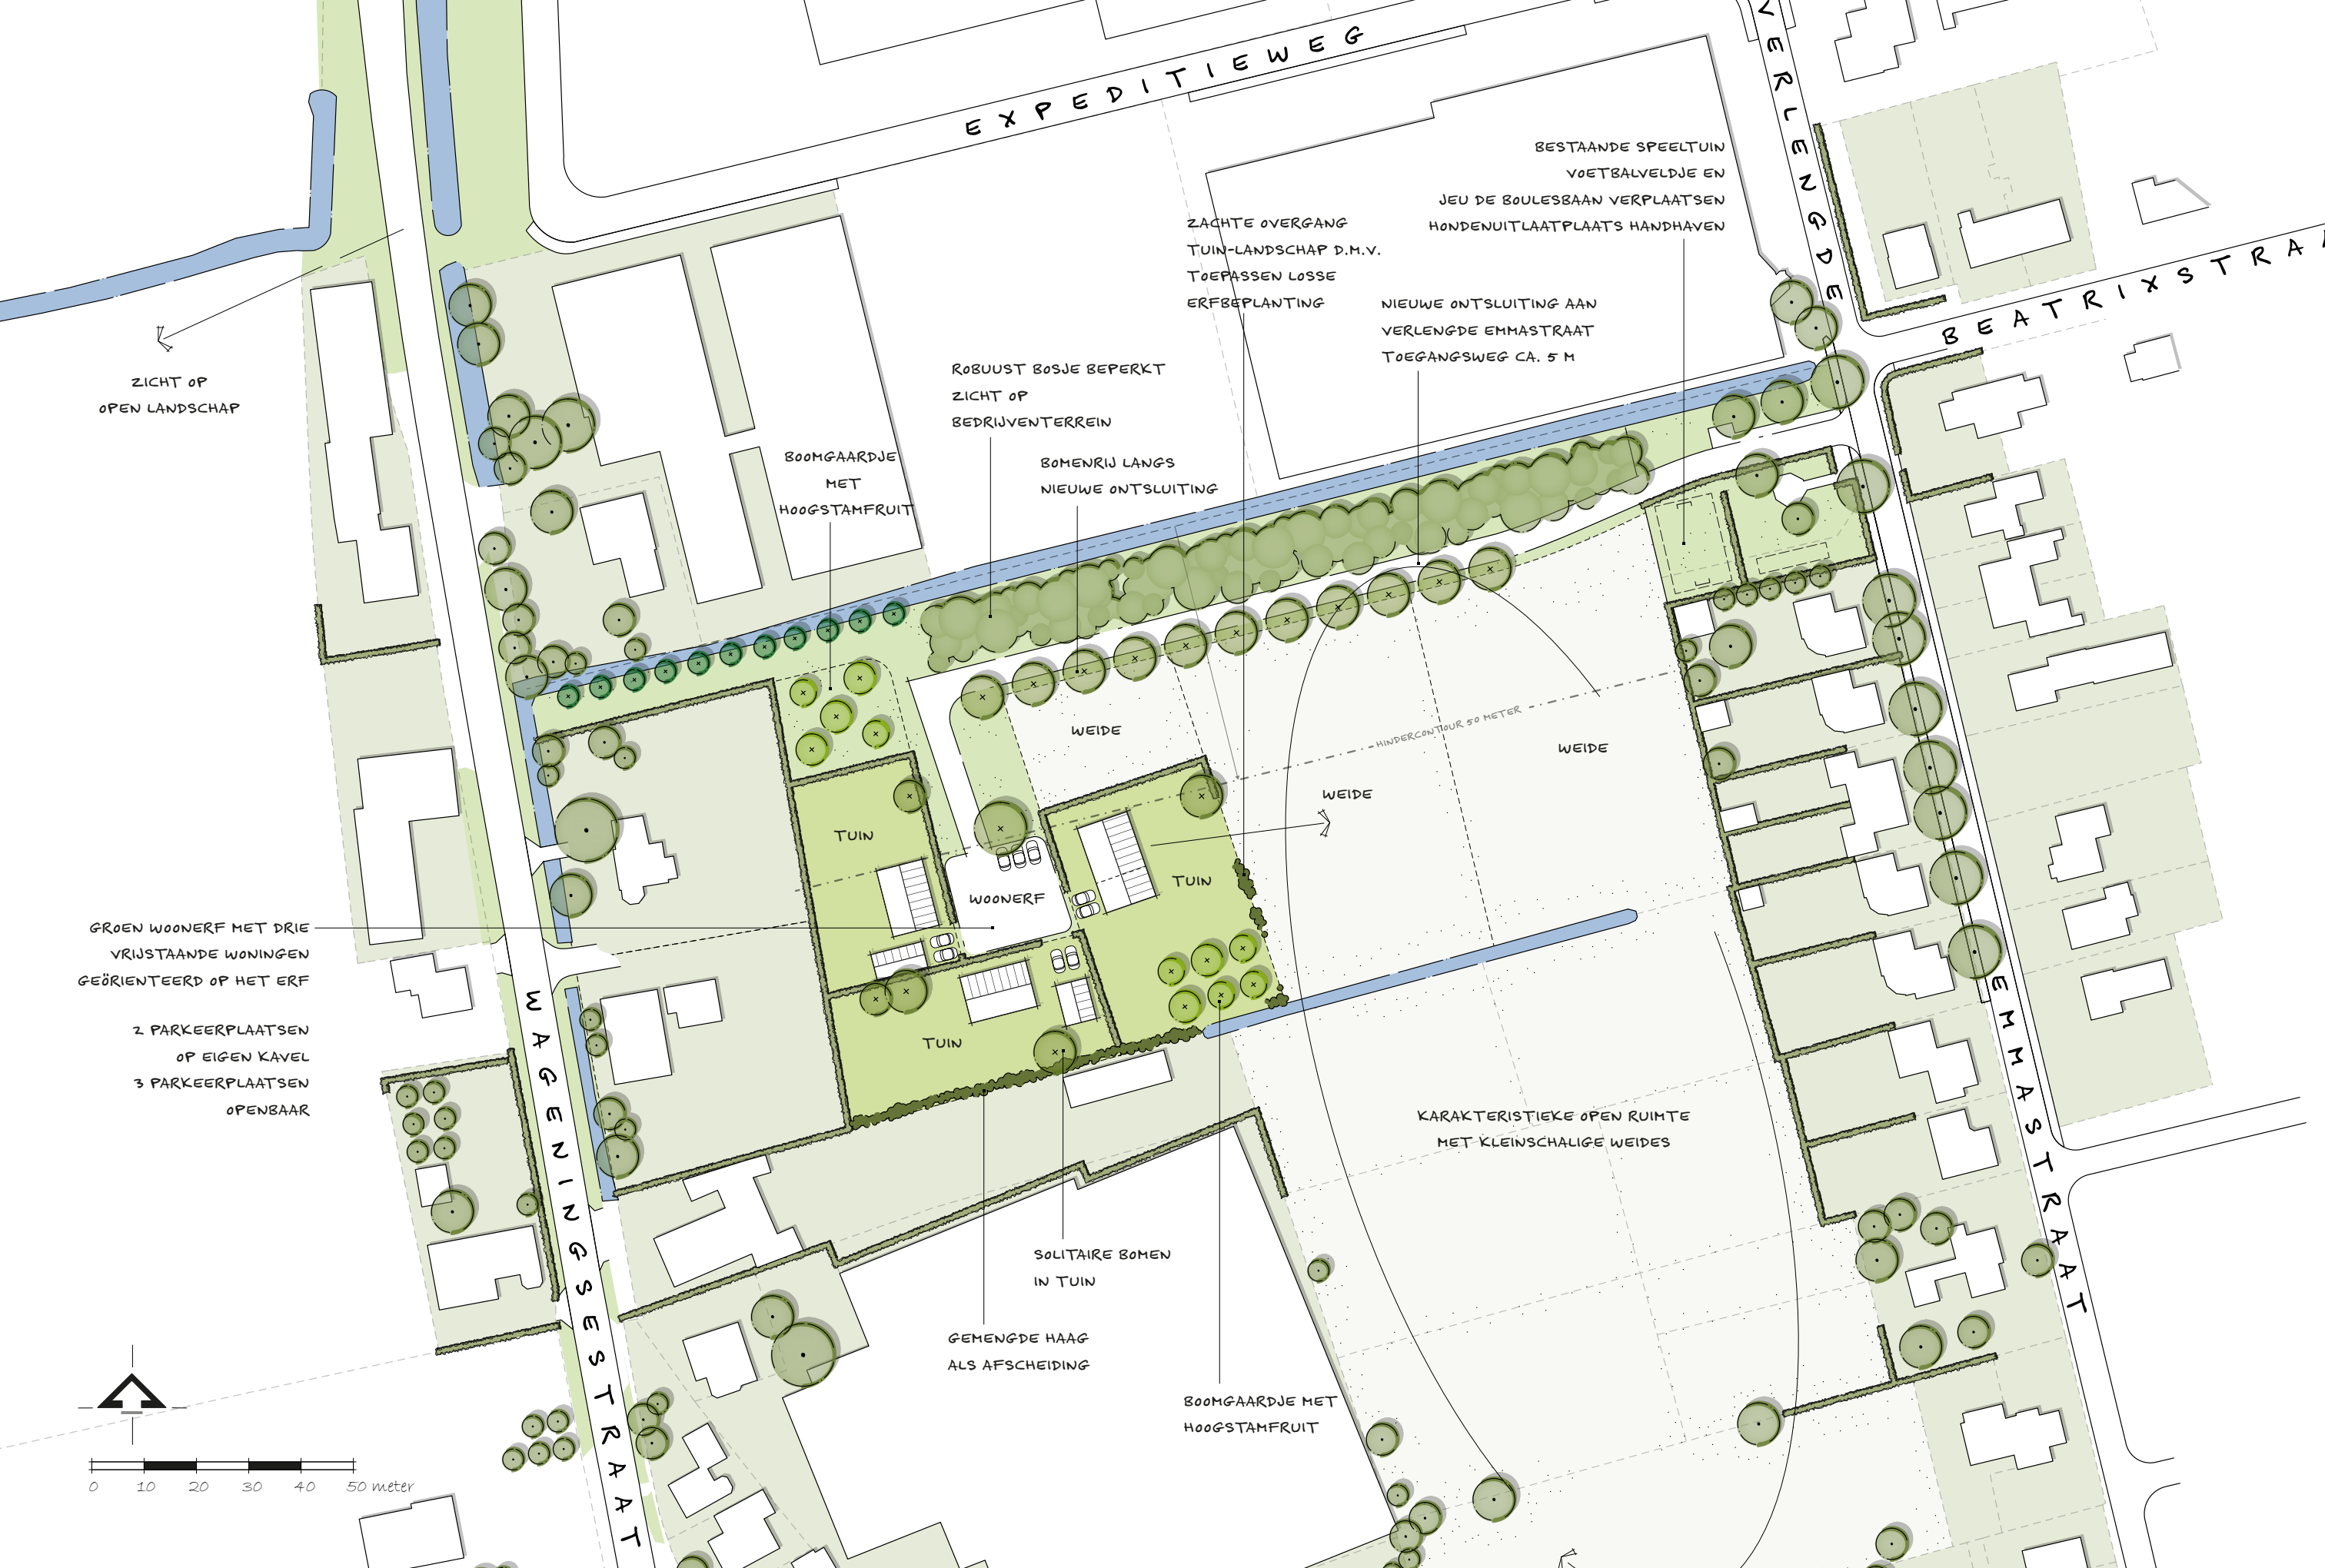 EXPEDITIEWEG
VERLENGDE
EMMASTRAAT
BEATRIXSTRAA
WAGENINGSESTRAAT
BESTAANDE SPEELTUIN
VOETBALVELDJE EN
JEU DE BOULESBAAN VERPLAATSEN
HONDENUITLAATPLAATS HANDHAVEN
ZACHTE OVERGANG
TUIN-LANDSCHAP D.M.V.
TOEPASSEN LOSSE
ERFBEPLANTING
NIEUWE ONTSLUITING AAN
VERLENGDE EMMASTRAAT
TOEGANGSWEG CA. 5 M
ROBUUST BOSJE BEPERKT
ZICHT OP
BEDRIJVENTERREIN
ZICHT OP
OPEN LANDSCHAP
BOOMGAARDJE
MET
HOOGSTAMFRUIT
BOMENRIJ LANGS
NIEUWE ONTSLUITING
WEIDE
HINDERCONTOUR 50 METER
WEIDE
WEIDE
TUIN
TUIN
WOONERF
TUIN
GROEN WOONERF MET DRIE
VRIJSTAANDE WONINGEN
GEÖRIENTEERD OP HET ERF
2 PARKEERPLAATSEN
OP EIGEN KAVEL
3 PARKEERPLAATSEN
OPENBAAR
KARAKTERISTIEKE OPEN RUIMTE
MET KLEINSCHALIGE WEIDES
SOLITAIRE BOMEN
IN TUIN
GEMENGDE HAAG
ALS AFSCHEIDING
BOOMGAARDJE MET
HOOGSTAMFRUIT
0 10 20 30 40 50 meter